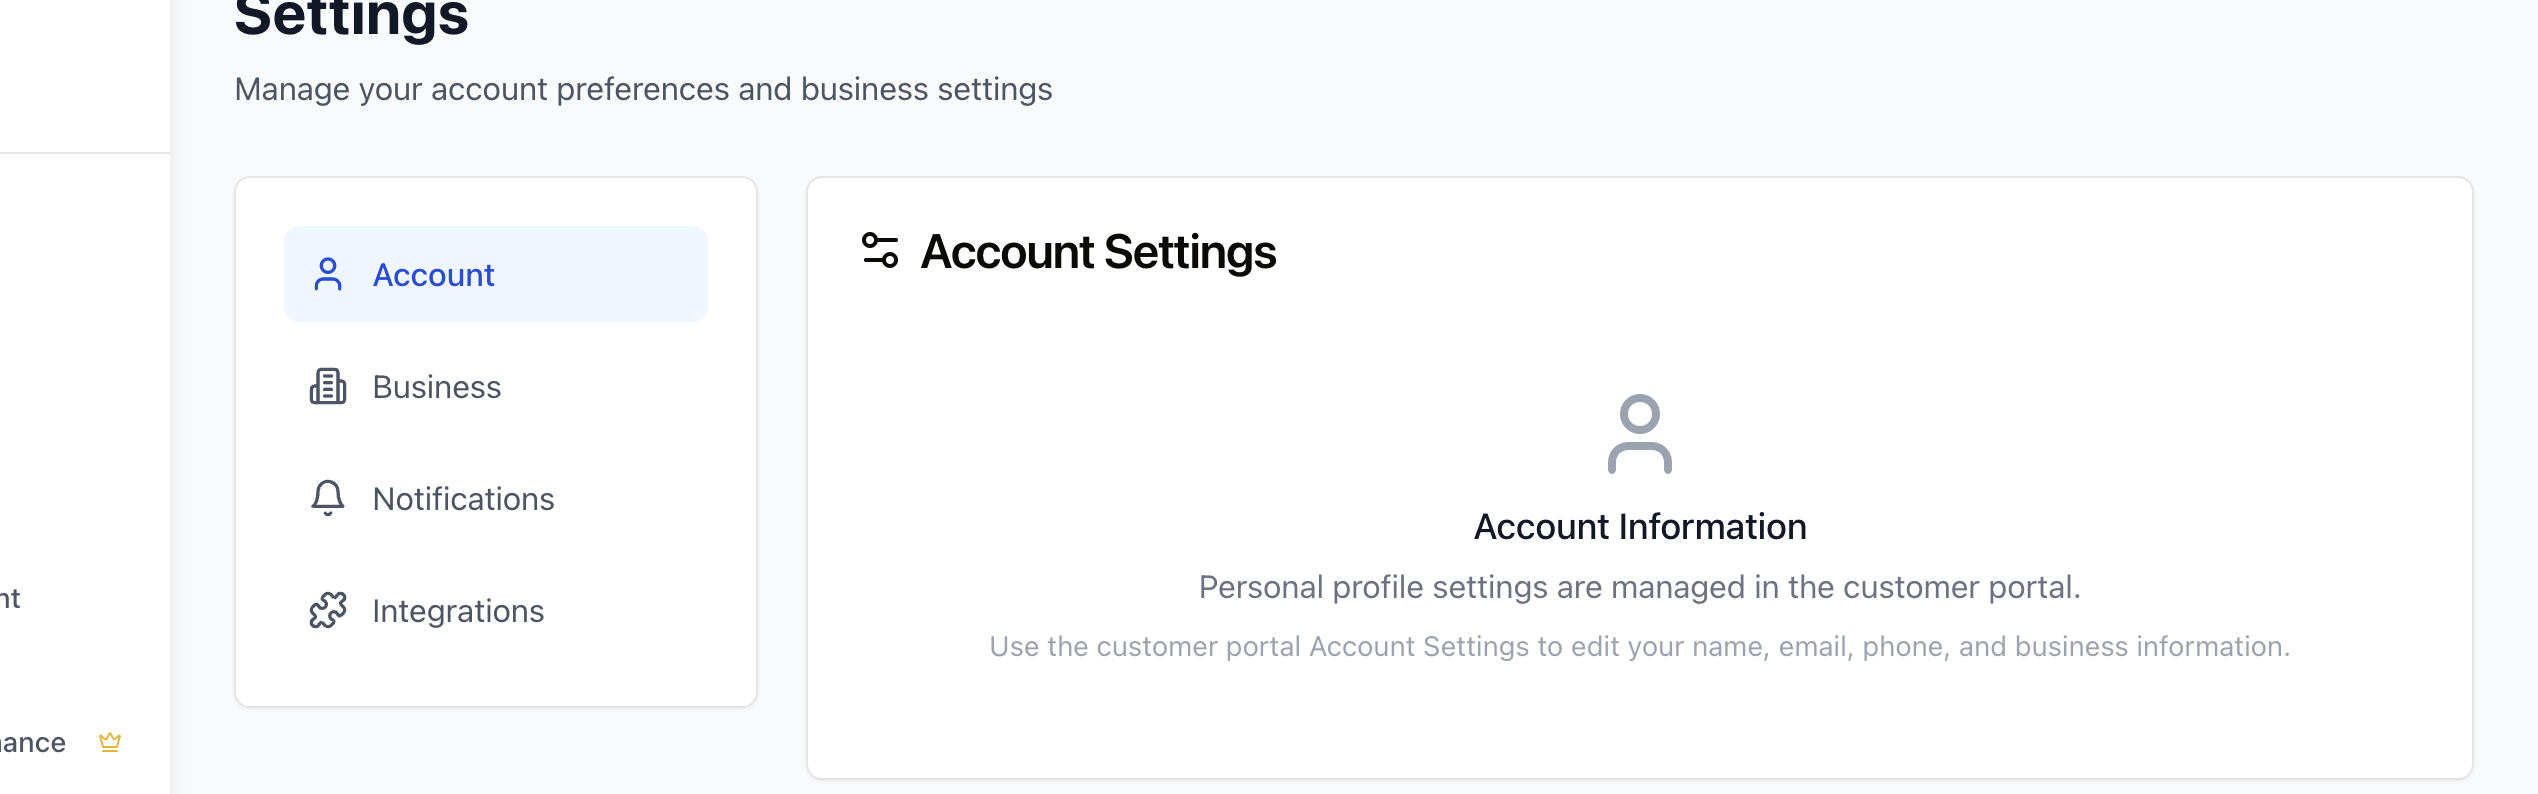 Settings
Manage your account preferences and business settings
Account
Business
Notifications
Integrations
Account Settings
Account Information
Personal profile settings are managed in the customer portal.
Use the customer portal Account Settings to edit your name, email, phone, and business information.